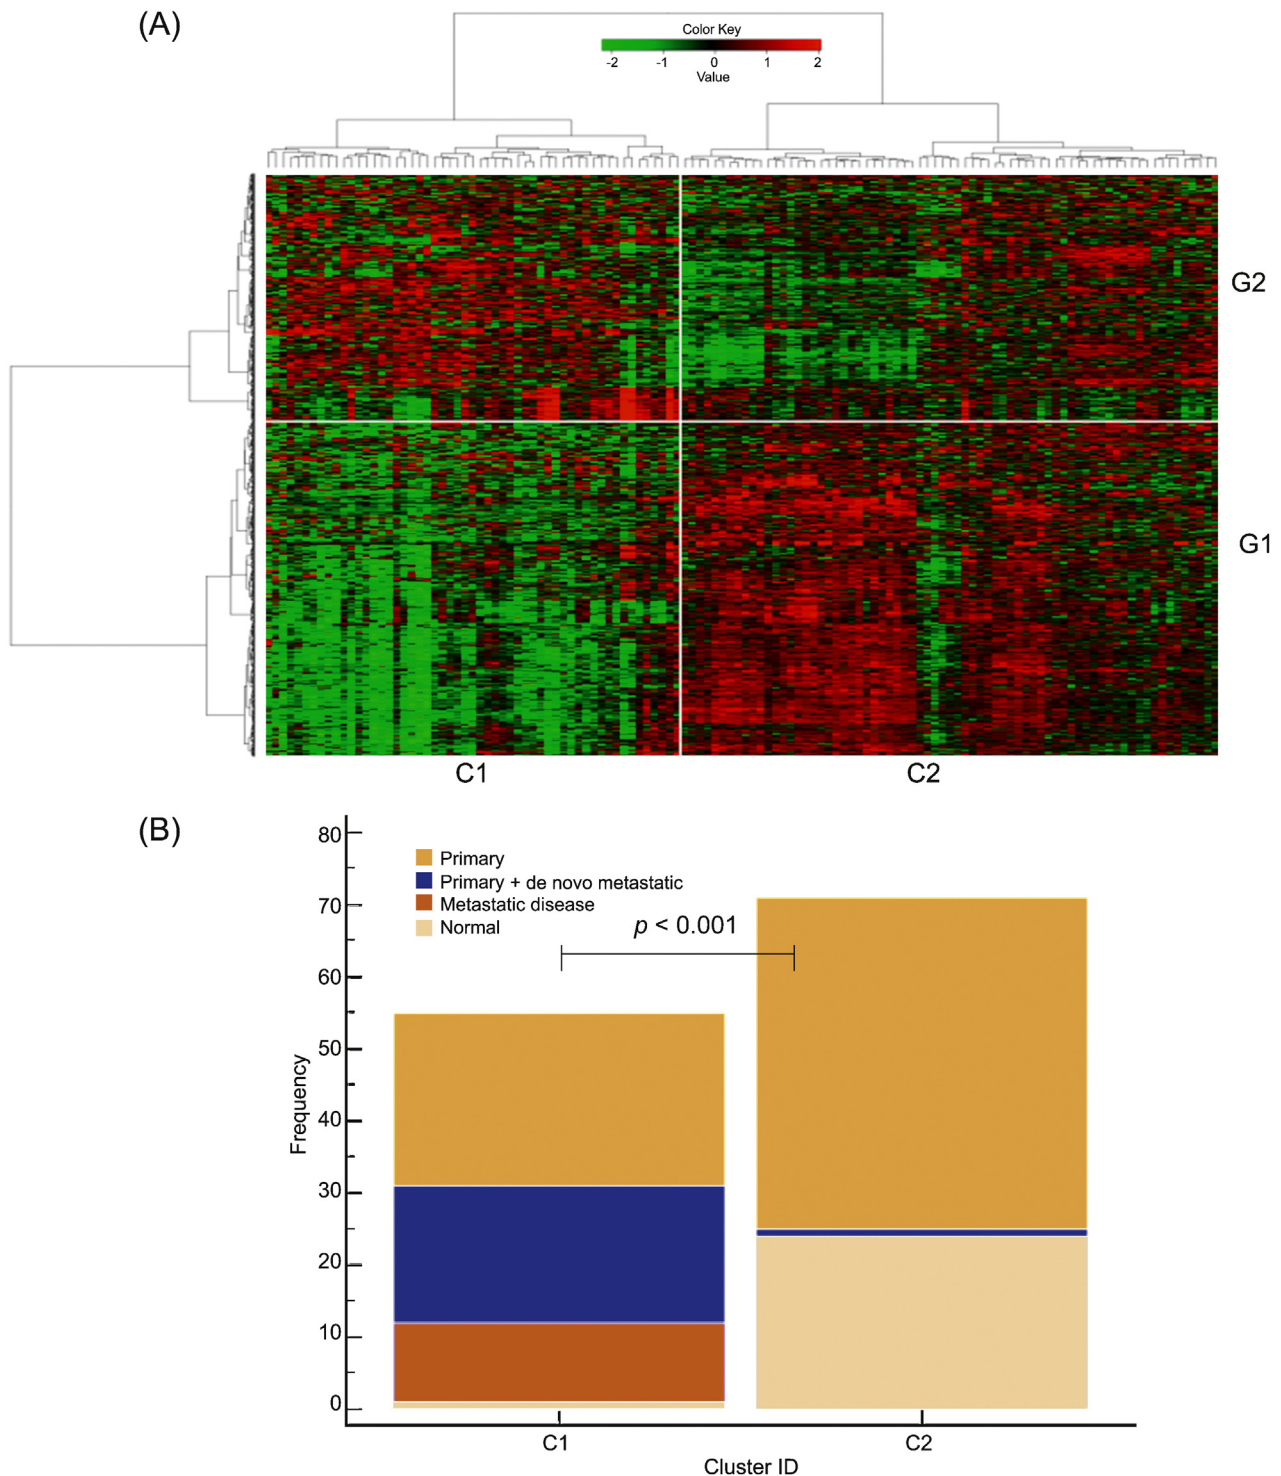 (A)
Color Key
-2 -1 0 1 2
Value
G2
G1
C1 C2
(B)
80
70
60
50
40
30
20
10
0
Frequency
Primary
Primary + de novo metastatic
Metastatic disease
Normal
p < 0.001
C1 C2
Cluster ID